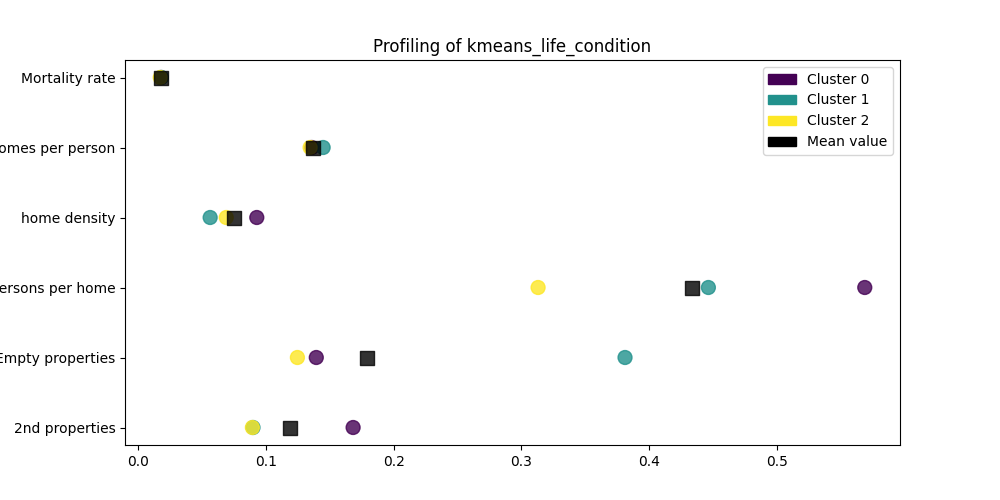 Profiling of kmeans_life_condition
Mortality rate
omes per person
home density
ersons per home
Empty properties
2nd properties
Cluster 0
Cluster 1
Cluster 2
Mean value
0.0 0.1 0.2 0.3 0.4 0.5